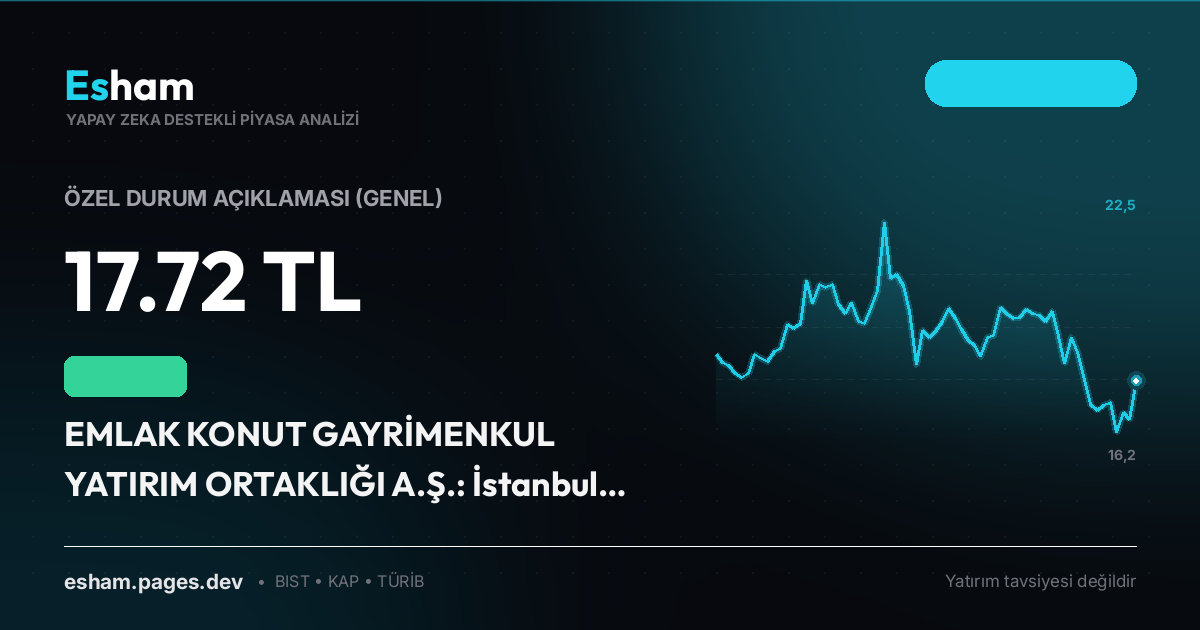 Esham
YAPAY ZEKA DESTEKLİ PİYASA ANALİZİ
ÖZEL DURUM AÇIKLAMASI (GENEL)
17.72 TL
EMLAK KONUT GAYRİMENKUL
YATIRIM ORTAKLIĞI A.Ş.: İstanbul...
22,5
16,2
esham.pages.dev • BIST • KAP • TÜRİB
Yatırım tavsiyesi değildir